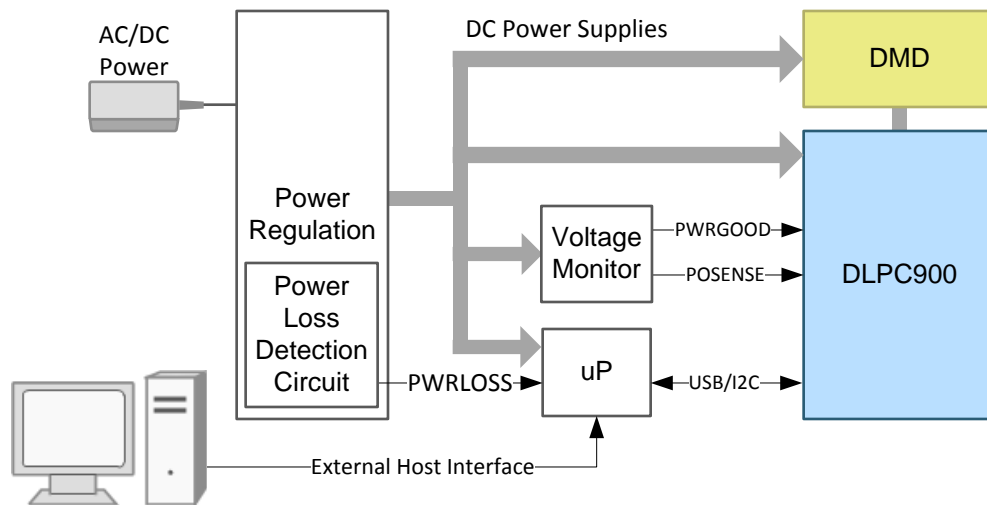 AC/DC
Power
DC Power Supplies
DMD
Power
Regulation
Voltage
Monitor
PWRGOOD
POSENSE
DLPC900
Power
Loss
Detection
Circuit
PWRLOSS
uP
USB/I2C
External Host Interface